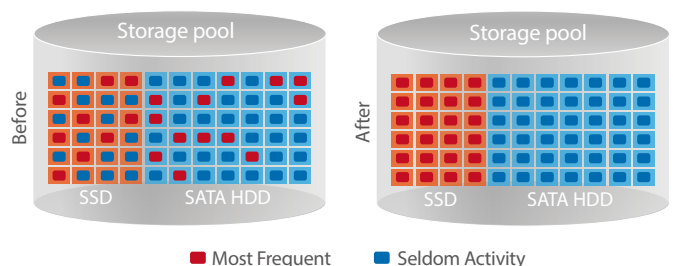 Storage pool
Before
SSD
SATA HDD
Storage pool
After
SSD
SATA HDD
Most Frequent
Seldom Activity